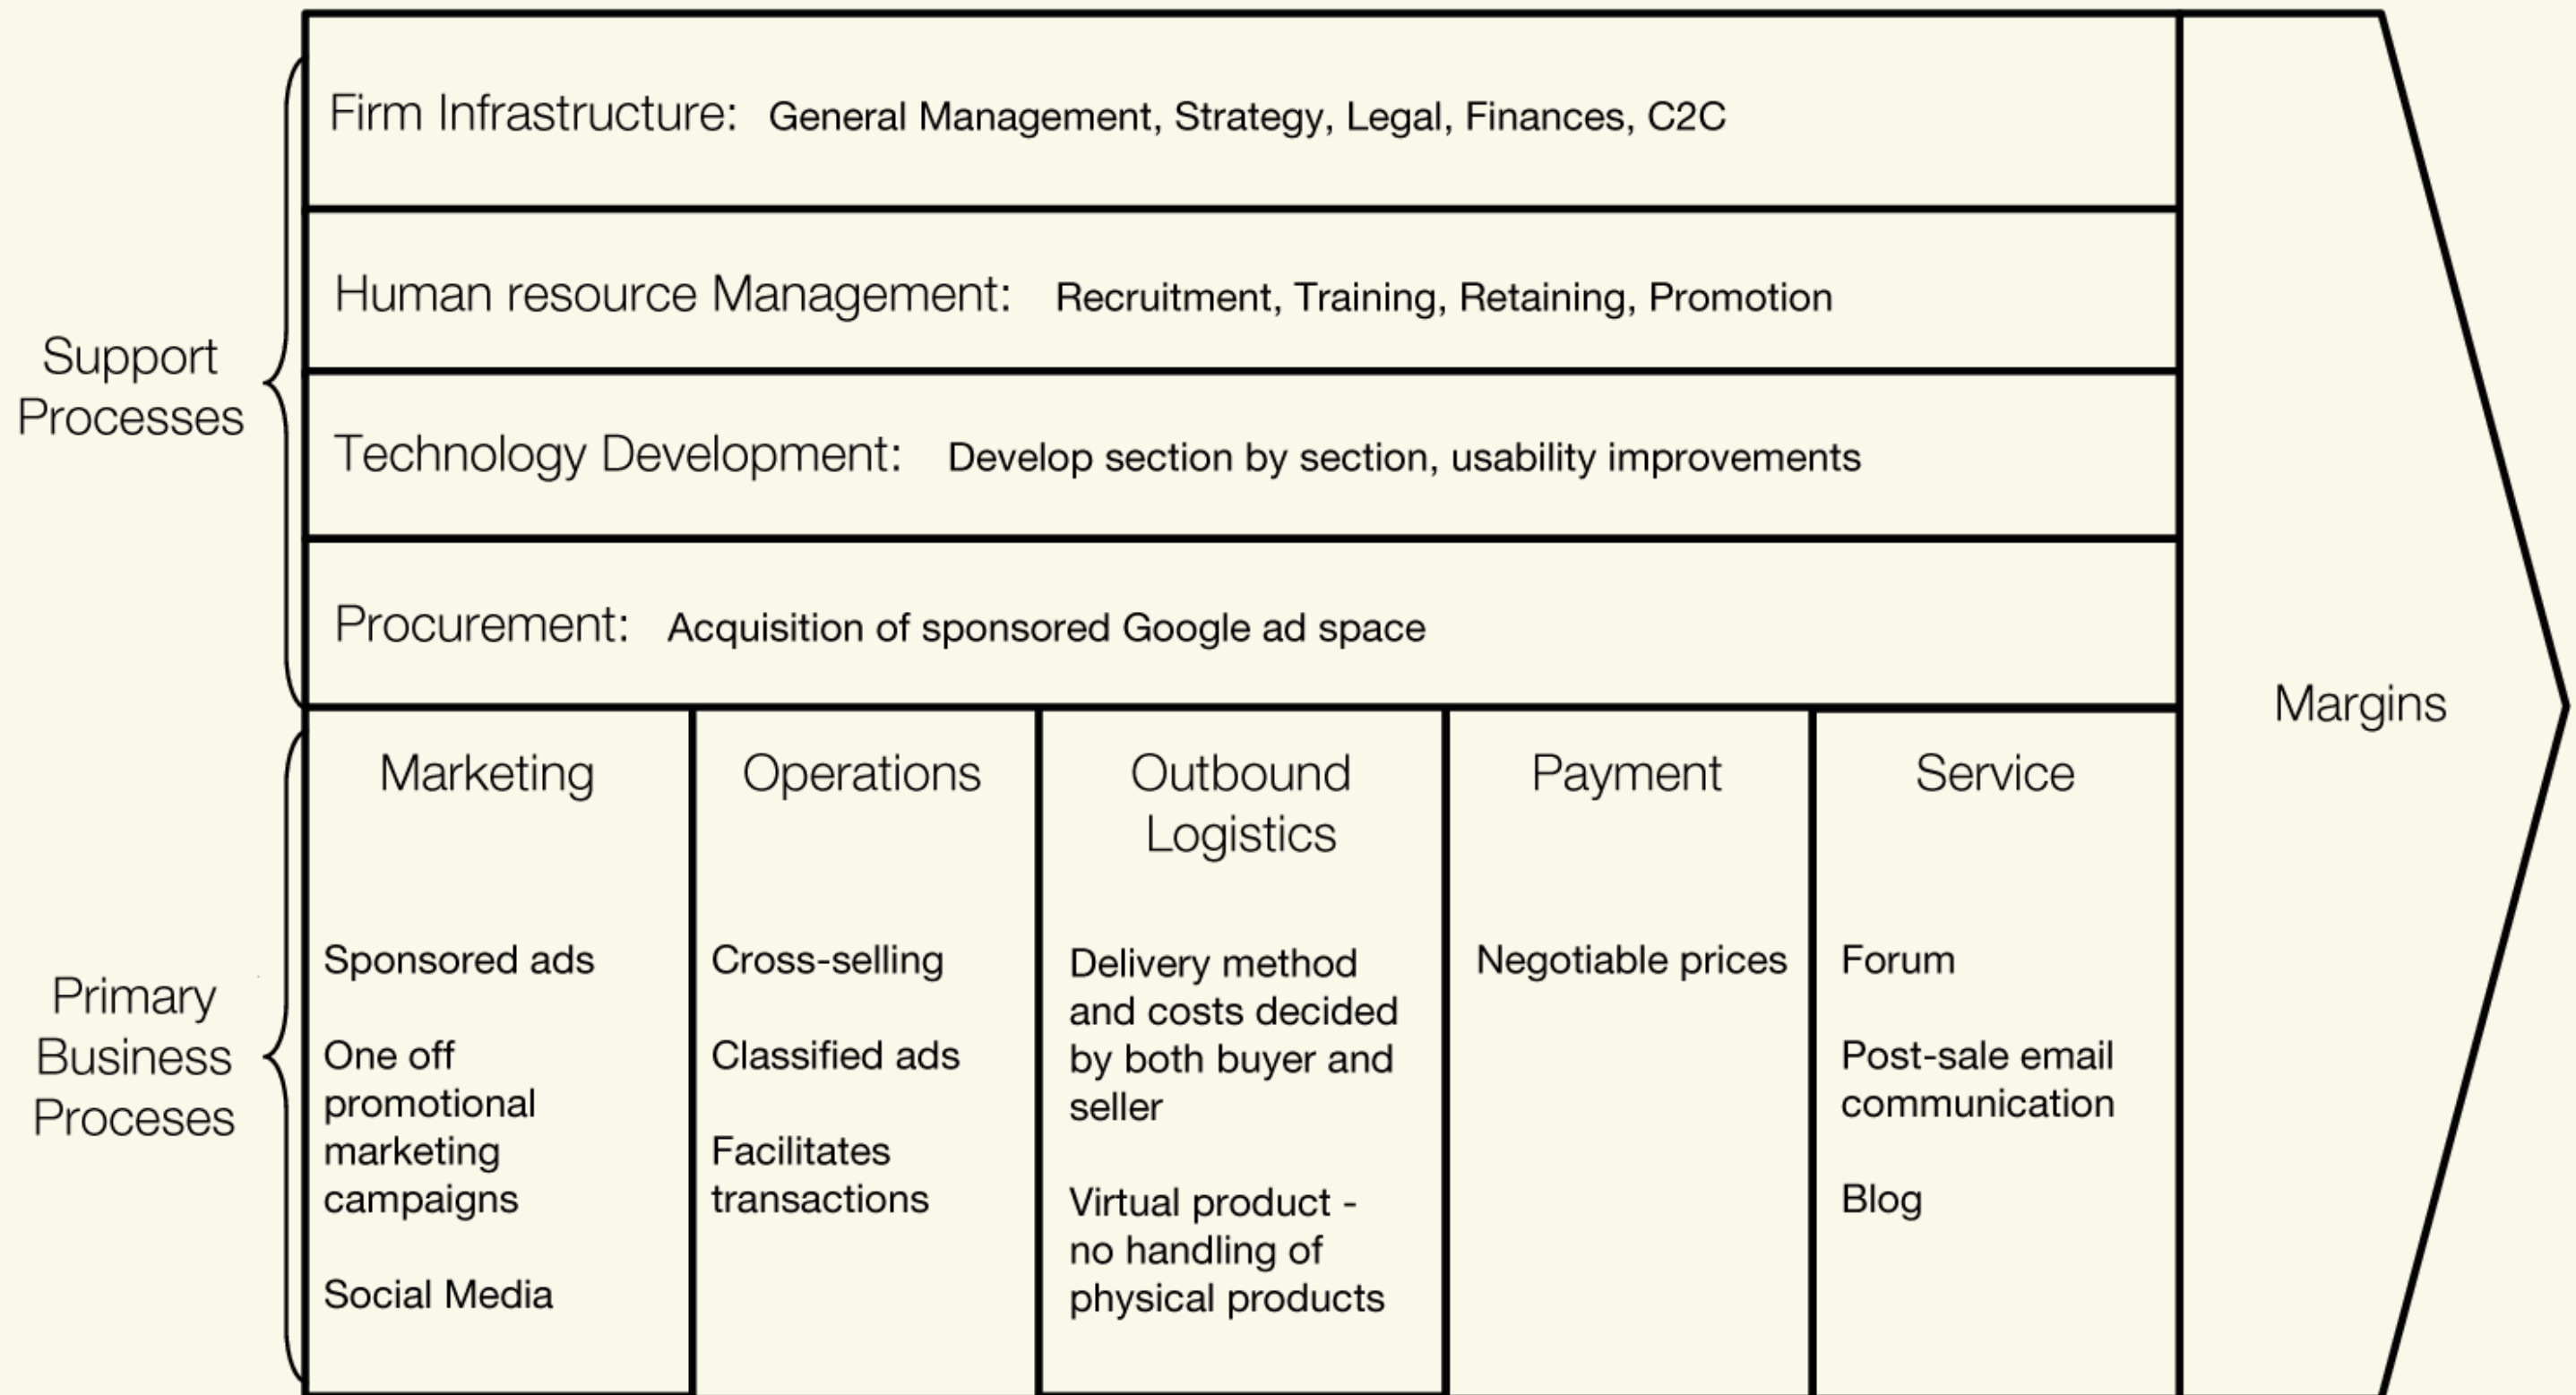 Firm Infrastructure: General Management, Strategy, Legal, Finances, C2C
Human resource Management: Recruitment, Training, Retaining, Promotion
Support
Processes
Technology Development: Develop section by section, usability improvements
Procurement: Acquisition of sponsored Google ad space
Margins
Primary
Business
Proceses
Marketing
Sponsored ads
One off
promotional
marketing
campaigns
Social Media
Operations
Cross-selling
Classified ads
Facilitates
transactions
Outbound
Logistics
Delivery method
and costs decided
by both buyer and
seller
Virtual product -
no handling of
physical products
Payment
Negotiable prices
Service
Forum
Post-sale email
communication
Blog